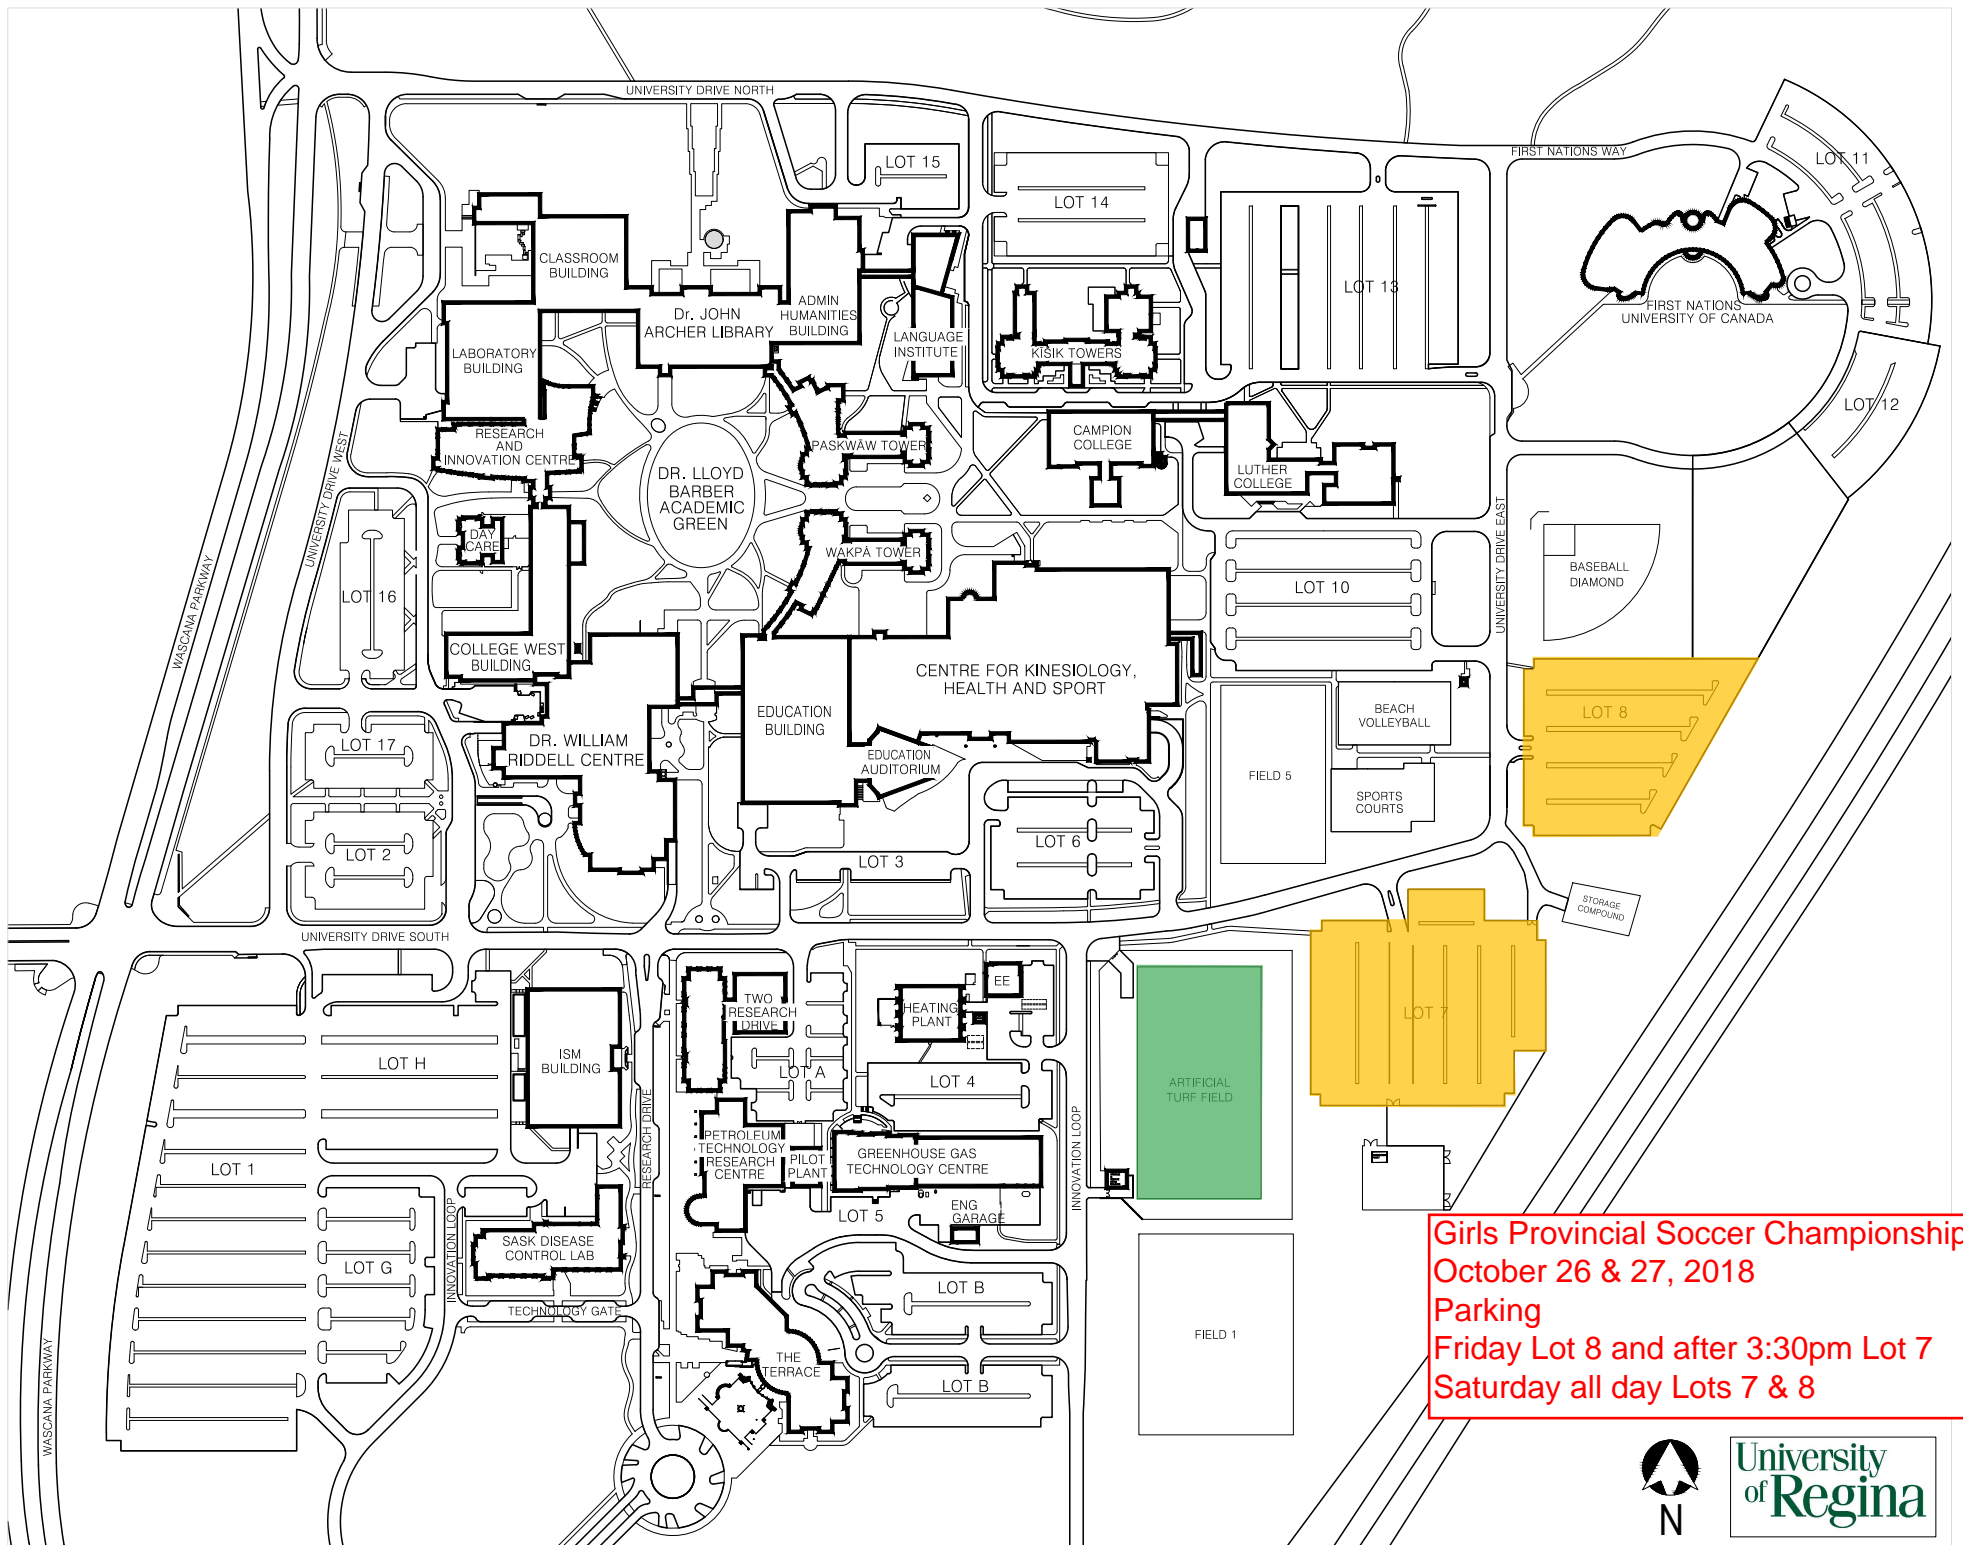 UNIVERSITY DRIVE NORTH
FIRST NATIONS WAY
LOT 11
LOT 15
LOT 14
LOT 13
CLASSROOM
BUILDING
Dr. JOHN
ARCHER LIBRARY
ADMIN
HUMANITIES
BUILDING
LANGUAGE
INSTITUTE
KĪSIK TOWERS
FIRST NATIONS
UNIVERSITY OF CANADA
LABORATORY
BUILDING
LOT 12
RESEARCH
AND
INNOVATION CENTRE
PASKWĀW TOWER
CAMPION
COLLEGE
LUTHER
COLLEGE
DR. LLOYD
BARBER
ACADEMIC
GREEN
UNIVERSITY DRIVE WEST
UNIVERSITY DRIVE EAST
WASCANA PARKWAY
DAY
CARE
WAKPĀ TOWER
BASEBALL
DIAMOND
LOT 16
LOT 10
COLLEGE WEST
BUILDING
CENTRE FOR KINESIOLOGY,
HEALTH AND SPORT
EDUCATION
BUILDING
BEACH
VOLLEYBALL
LOT 8
LOT 17
DR. WILLIAM
RIDDELL CENTRE
EDUCATION
AUDITORIUM
FIELD 5
SPORTS
COURTS
LOT 2
LOT 3
LOT 6
STORAGE
COMPOUND
UNIVERSITY DRIVE SOUTH
TWO
RESEARCH
DRIVE
HEATING
PLANT
EE
LOT 7
LOT H
ISM
BUILDING
LOT A
LOT 4
ARTIFICIAL
TURF FIELD
RESEARCH DRIVE
INNOVATION LOOP
PETROLEUM
TECHNOLOGY
RESEARCH
CENTRE
PILOT
PLANT
GREENHOUSE GAS
TECHNOLOGY CENTRE
LOT 1
LOT 5
ENG
GARAGE
INNOVATION LOOP
SASK DISEASE
CONTROL LAB
LOT G
TECHNOLOGY GATE
LOT B
FIELD 1
THE
TERRACE
LOT B
WASCANA PARKWAY
Girls Provincial Soccer Championship
October 26 & 27, 2018
Parking
Friday Lot 8 and after 3:30pm Lot 7
Saturday all day Lots 7 & 8
N
University
of Regina